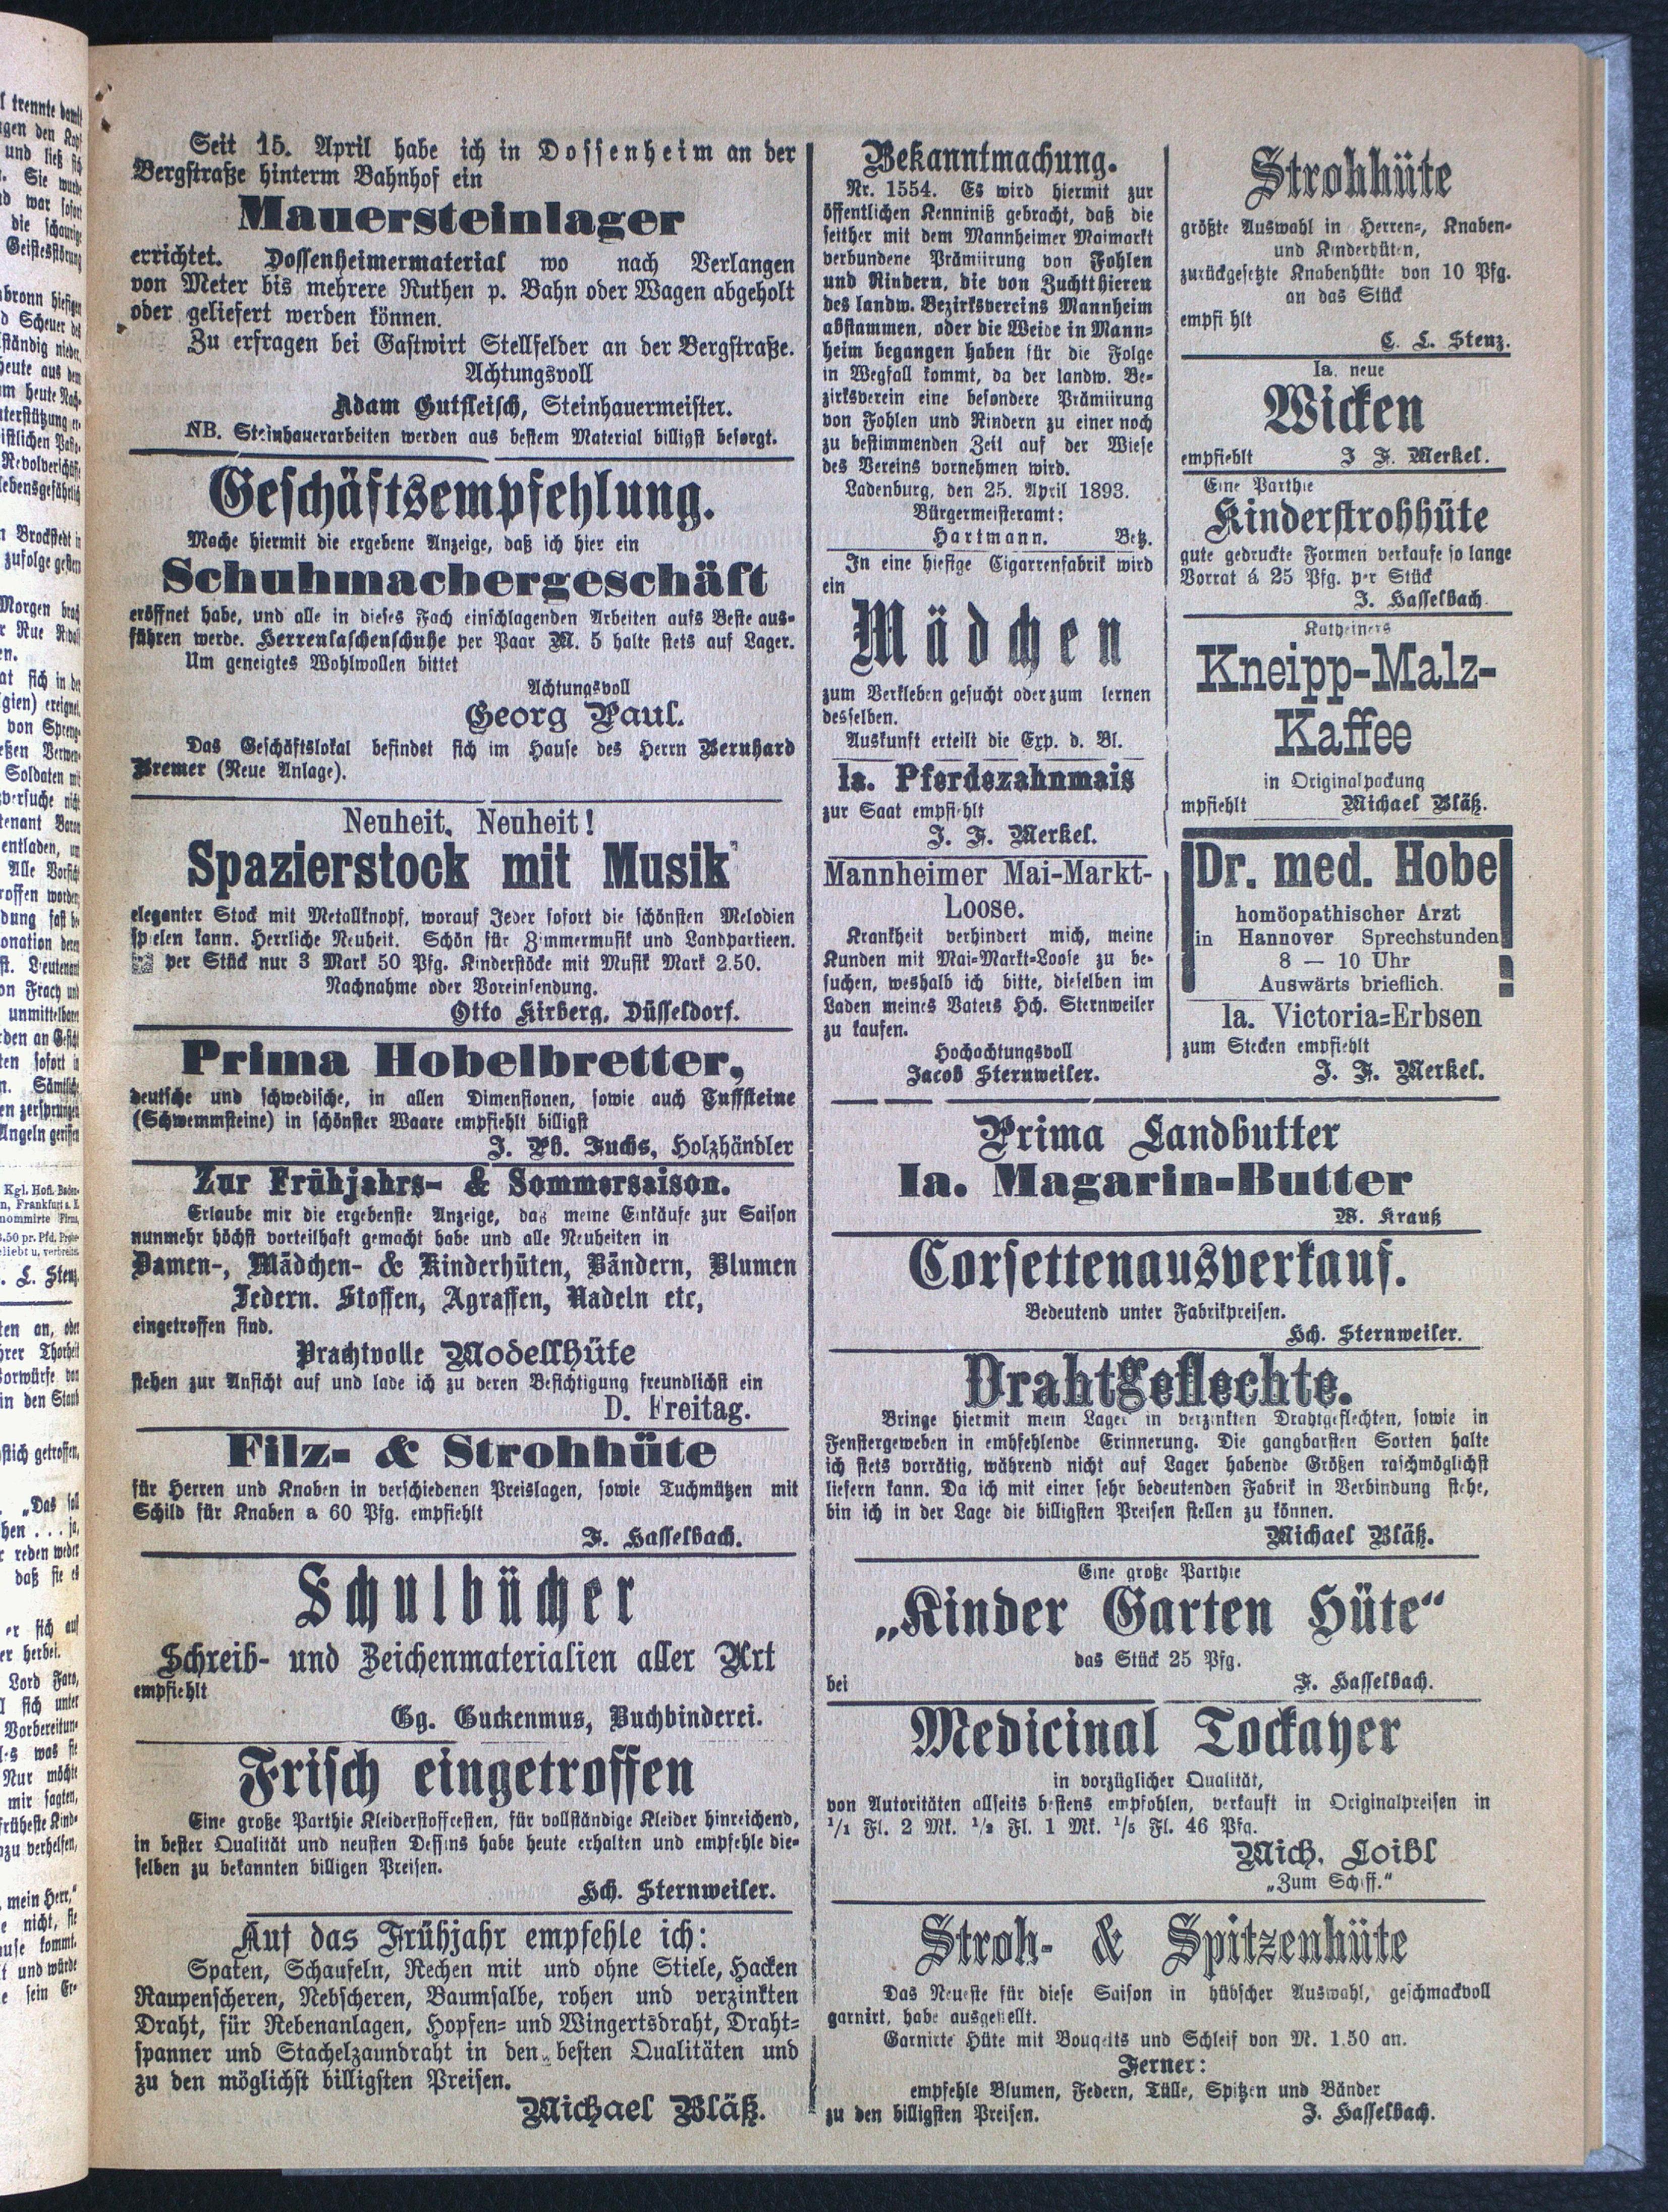 Seit 15. April habe ich in Dossenheim an der
Bergstraße hinterm Bahnhof ein
Mauersteinlager
errichtet. Dossenheimermaterial wo nach Verlangen
von Meter bis mehrere Ruthen p. Bahn oder Wagen abgeholt
oder geliefert werden können.
Zu erfragen bei Gastwirt Stellfelder an der Bergstraße.
Achtungsvoll
Adam Gutfleisch, Steinhauermeister.
NB. Steinhauerarbeiten werden aus bestem Material billigst besorgt.
Geschäftsempfehlung.
Mache hiermit die ergebene Anzeige, daß ich hier ein
Schuhmachergeschäft
eröffnet habe, und alle in dieses Fach einschlagenden Arbeiten aufs Beste aus-
führen werde. Herrenlaschenschuhe per Paar M. 5 halte stets auf Lager.
Um geneigtes Wohlwollen bittet
Achtungsvoll
Georg Paul.
Das Geschäftslokal befindet sich im Hause des Herrn Bernhard
Bremer (Neue Anlage).
Neuheit. Neuheit!
Spazierstock mit Musik
eleganter Stock mit Metallknopf, worauf Jeder sofort die schönsten Melodien
spielen kann. Herrliche Neuheit. Schön für Zimmermusik und Landpartieen.
per Stück nur 3 Mark 50 Pfg. Kinderstöcke mit Musik Mark 2.50.
Nachnahme oder Voreinsendung.
Otto Kirberg, Düsseldorf.
Prima Hobelbretter,
deutsche und schwedische, in allen Dimensionen, sowie auch Tuffsteine
(Schwemmsteine) in schönster Waare empfiehlt billigst
J. Ph. Fuchs, Holzhändler
Zur Frühjahrs- & Sommersaison.
Erlaube mir die ergebenste Anzeige, daß meine Einkäufe zur Saison
nunmehr höchst vorteilhaft gemacht habe und alle Neuheiten in
Damen-, Mädchen- & Kinderhüten, Bändern, Blumen
Federn. Stoffen, Agraffen, Nadeln etc,
eingetroffen sind.
Prachtvolle Modellhüte
stehen zur Ansicht auf und lade ich zu deren Besichtigung freundlichst ein
D. Freitag.
Filz- & Strohhüte
für Herren und Knaben in verschiedenen Preislagen, sowie Tuchmützen mit
Schild für Knaben a 60 Pfg. empfiehlt
F. Hasselbach.
Schulbücher
Schreib- und Zeichenmaterialien aller Art
empfiehlt
Gg. Guckenmus, Buchbinderei.
Frisch eingetroffen
Eine große Parthie Kleiderstoffresten, für vollständige Kleider hinreichend,
in bester Qualität und neusten Dessins habe heute erhalten und empfehle die-
selben zu bekannten billigen Preisen.
Hch. Sternweiler.
Auf das Frühjahr empfehle ich:
Spaten, Schaufeln, Rechen mit und ohne Stiele, Hacken
Raupenscheren, Rebscheren, Baumsalbe, rohen und verzinkten
Draht, für Rebenanlagen, Hopfen- und Wingertsdraht, Draht-
spanner und Stachelzaundraht in den besten Qualitäten und
zu den möglichst billigsten Preisen.
Michael Bläß.
Bekanntmachung.
Nr. 1554. Es wird hiermit zur
öffentlichen Kenntniß gebracht, daß die
seither mit dem Mannheimer Maimarkt
verbundene Prämiirung von Fohlen
und Rindern, die von Zuchtthieren
des landw. Bezirksvereins Mannheim
abstammen, oder die Weide in Mann-
heim begangen haben für die Folge
in Wegfall kommt, da der landw. Be-
zirksverein eine besondere Prämiirung
von Fohlen und Rindern zu einer noch
zu bestimmenden Zeit auf der Wiese
des Vereins vornehmen wird.
Ladenburg, den 25. April 1893.
Bürgermeisteramt:
Hartmann. Betz.
In eine hiesige Cigarrenfabrik wird
ein
Mädchen
zum Verkleben gesucht oder zum lernen
desselben.
Auskunft erteilt die Exp. d. Bl.
Ia. Pferdezahnmais
zur Saat empfiehlt
J. F. Merkel.
Mannheimer Mai-Markt-
Loose.
Krankheit verhindert mich, meine
Kunden mit Mai-Markt-Loose zu be-
suchen, weshalb ich bitte, dieselben im
Laden meines Vaters Hch. Sternweiler
zu kaufen.
Hochachtungsvoll
Jacob Sternweiler.
Strohhüte
größte Auswahl in Herren-, Knaben-
und Kinderhüten,
zurückgesetzte Knabenhüte von 10 Pfg.
an das Stück
empfi hlt
C. L. Stenz.
Ia. neue
Wicken
empfiehlt J F. Merkel.
Eine Parthie
Kinderstrohhüte
gute gedruckte Formen verkaufe so lange
Vorrat á 25 Pfg. per Stück
J. Hasselbach
Kathreiners
Kneipp-Malz-
Kaffee
in Originalpackung
mpfiehlt Michael Bläß.
Dr. med. Hobe
homöopathischer Arzt
in Hannover Sprechstunden
8 — 10 Uhr
Auswärts brieflich.
Ia. Victoria-Erbsen
zum Stecken empfiehlt
J. F. Merkel.
Prima Landbutter
Ia. Magarin-Butter
W. Krauß
Corsettenausverkauf.
Bedeutend unter Fabrikpreisen.
Hch. Sternweiler.
Drahtgeflechte.
Bringe hiermit mein Lager in verzinkten Drahtgeflechten, sowie in
Fenstergeweben in emhfehlende Erinnerung. Die gangbarsten Sorten halte
ich stets vorrätig, während nicht auf Lager habende Größen raschmöglichst
liefern kann. Da ich mit einer sehr bedeutenden Fabrik in Verbindung stehe,
bin ich in der Lage die billigsten Preisen stellen zu können.
Michael Bläß.
Eine große Parthie
„Kinder Garten Hüte“
das Stück 25 Pfg.
bei F. Hasselbach.
Medicinal Tockayer
in vorzüglicher Qualität,
von Autoritäten allseits bestens empfohlen, verkauft in Originalpreisen in
1/1 Fl. 2 Mk. 1/2 Fl. 1 Mk. 1/5 Fl. 46 Pfg.
Mich. Loibl
„Zum Schiff.“
Stroh- & Spitzenhüte
Das Neueste für diese Saison in hübscher Auswahl, geschmackvoll
garnirt, habe ausgestellt.
Garnirte Hüte mit Bouqeits und Schleif von M. 1.50 an.
Ferner:
empfehle Blumen, Federn, Tülle, Spitzen und Bänder
zu den billigsten Preisen. J. Hasselbach.